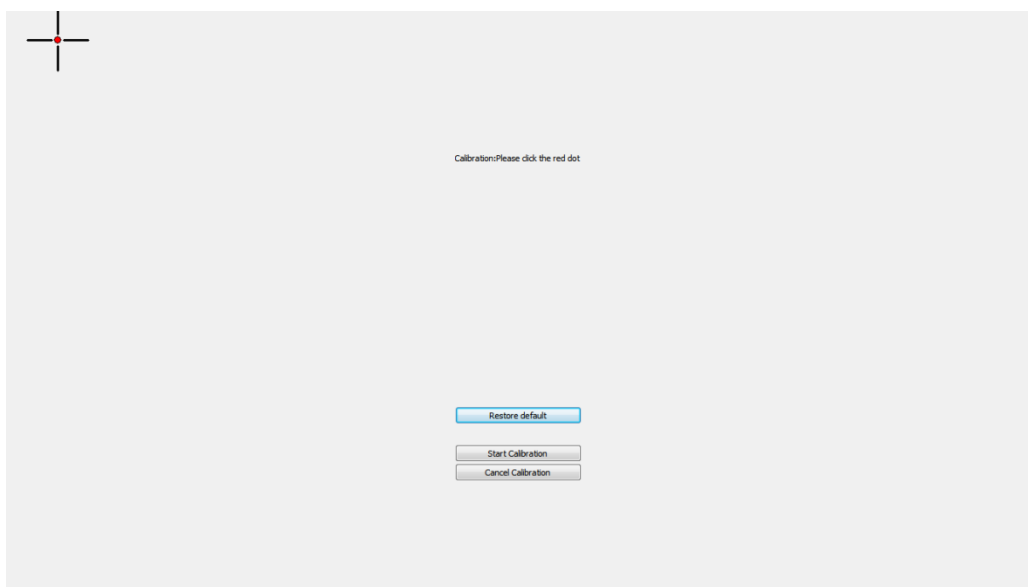 Calibration:Please click the red dot
Restore default
Start Calibration
Cancel Calibration